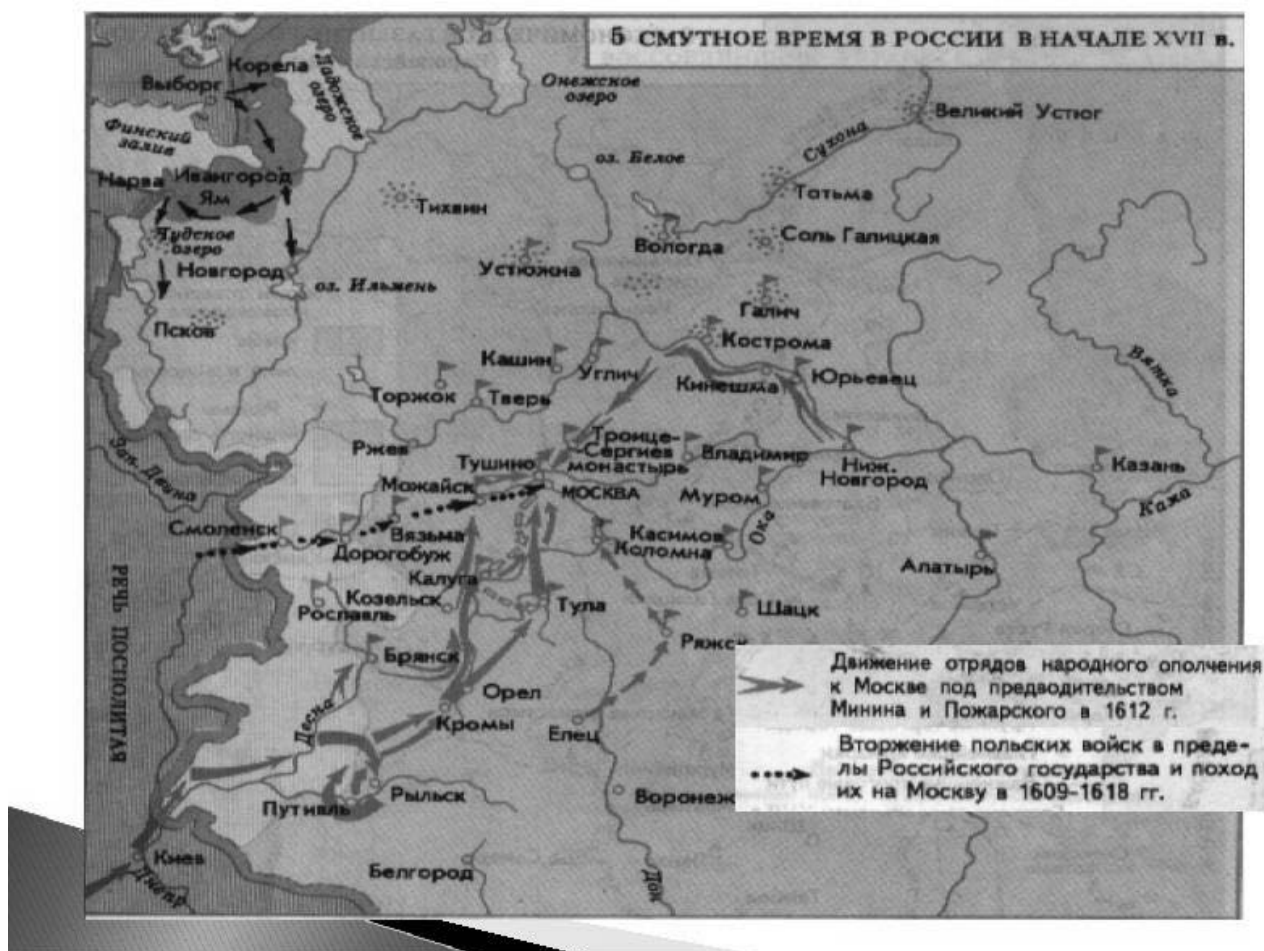 5 СМУТНОЕ ВРЕМЯ В РОССИИ В НАЧАЛЕ XVII в.
Корела
Выборг
Ладожское
озеро
Онежское
озеро
Финский
залив
Великий Устюг
Сухона
оз. Белое
Нарва
Ивангород
Ям
Тотьма
Тихвин
Чудское
озеро
Вологда
Соль Галицкая
Новгород
Устюжна
оз. Ильмень
Галич
Псков
Кострома
Кашин
Углич
Кинешма
Юрьевец
Вятка
Торжок
Тверь
Ржев
Троице-
Сергиев
монастырь
Владимир
Зап. Двина
Тушино
Ниж.
Новгород
Казань
Можайск
МОСКВА
Муром
Кама
Смоленск
Вязьма
Касимов
Ока
Дорогобуж
Коломна
Калуга
Алатырь
РЕЧЬ ПОСПОЛИТАЯ
Козельск
Тула
Шацк
Рославль
Ряжск
Брянск
Орел
Десна
Кромы
Елец
Путивль
Рыльск
Воронеж
Киев
Днепр
Белгород
Дон
Движение отрядов народного ополчения
к Москве под предводительством
Минина и Пожарского в 1612 г.
Вторжение польских войск в преде-
лы Российского государства и поход
их на Москву в 1609–1618 гг.